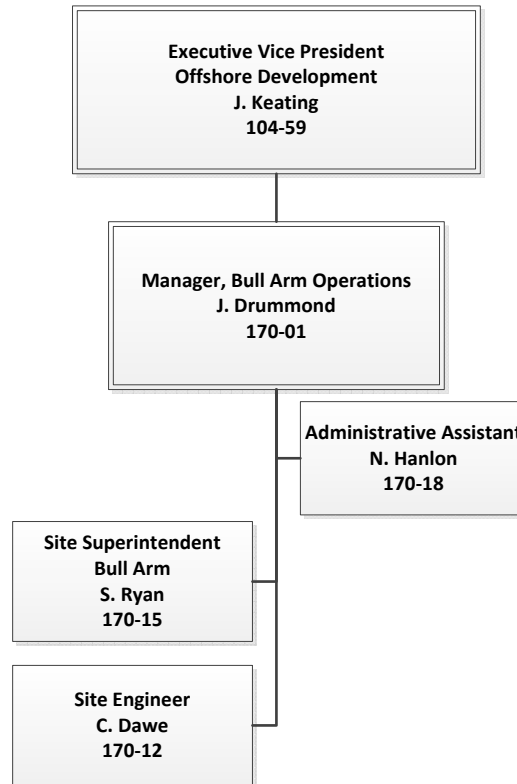 Executive Vice President
Offshore Development
J. Keating
104-59
Manager, Bull Arm Operations
J. Drummond
170-01
Administrative Assistant
N. Hanlon
170-18
Site Superintendent
Bull Arm
S. Ryan
170-15
Site Engineer
C. Dawe
170-12